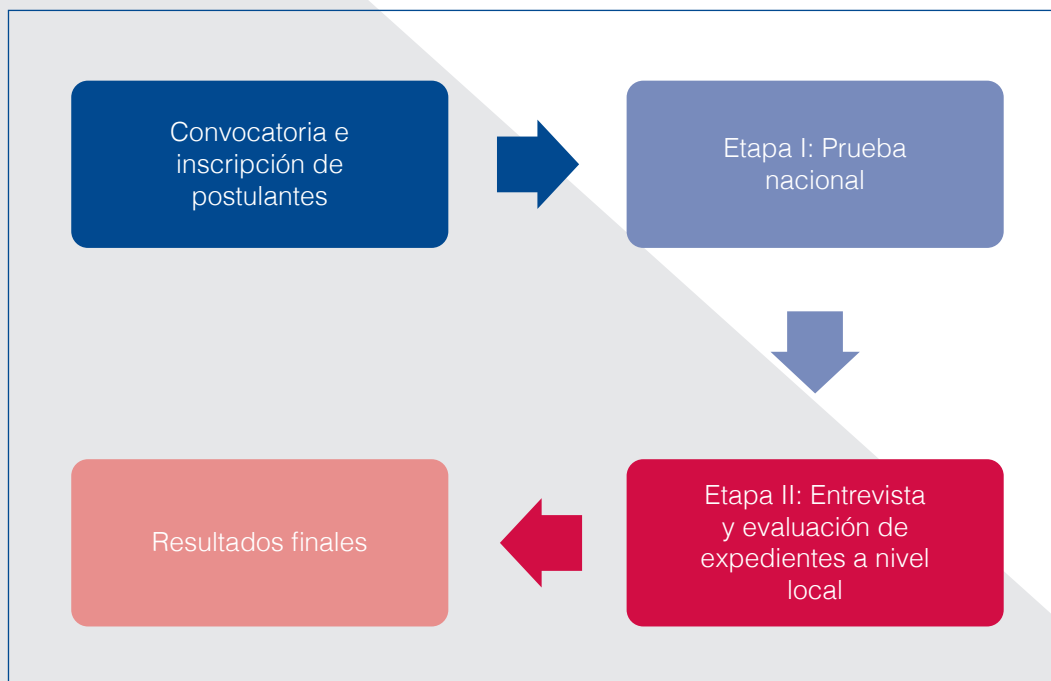 Convocatoria e
inscripción de
postulantes
Etapa I: Prueba
nacional
Etapa II: Entrevista
y evaluación de
expedientes a nivel
local
Resultados finales